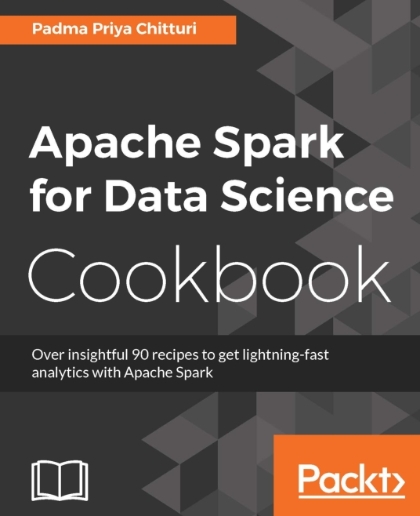 Padma Priya Chitturi
Apache Spark
for Data Science
Cookbook
Over insightful 90 recipes to get lightning-fast
analytics with Apache Spark
Packt>